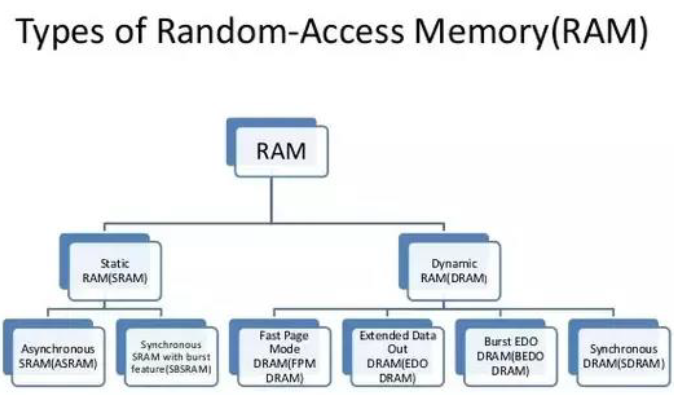 Types of Random-Access Memory(RAM)
RAM
Static
RAM(SRAM)
Dynamic
RAM(DRAM)
Asynchronous
SRAM(ASRAM)
Synchronous
SRAM with burst
feature(SBSRAM)
Fast Page
Mode
DRAM(FPM
DRAM)
Extended Data
Out
DRAM(EDO
DRAM)
Burst EDO
DRAM(BEDO
DRAM)
Synchronous
DRAM(SDRAM)